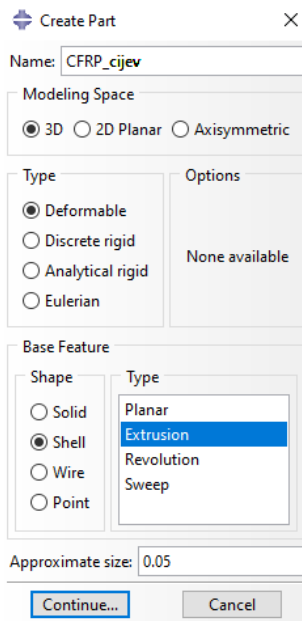 Create Part
Name: CFRP_cijev
Modeling Space
3D 2D Planar Axisymmetric
Type
Deformable
Discrete rigid
Analytical rigid
Eulerian
Options
None available
Base Feature
Shape
Solid
Shell
Wire
Point
Type
Planar
Extrusion
Revolution
Sweep
Approximate size: 0.05
Continue... Cancel